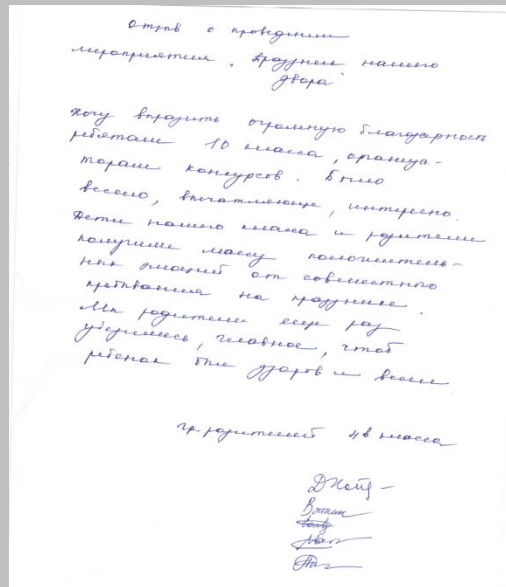 Отзыв о проведении
мероприятия „Праздник нашего
двора"
Хочу выразить огромную благодарность
ребятам 10 класса, организа-
торам конкурсов. Было
весело, впечатляюще, интересно.
Дети нашего класса и родители
получили массу положитель-
ных эмоций от совместного
пребывания на празднике.
Мы родители еще раз
убедились, главное, чтоб
ребенок был здоров и весел
гр. родителей 4в класса